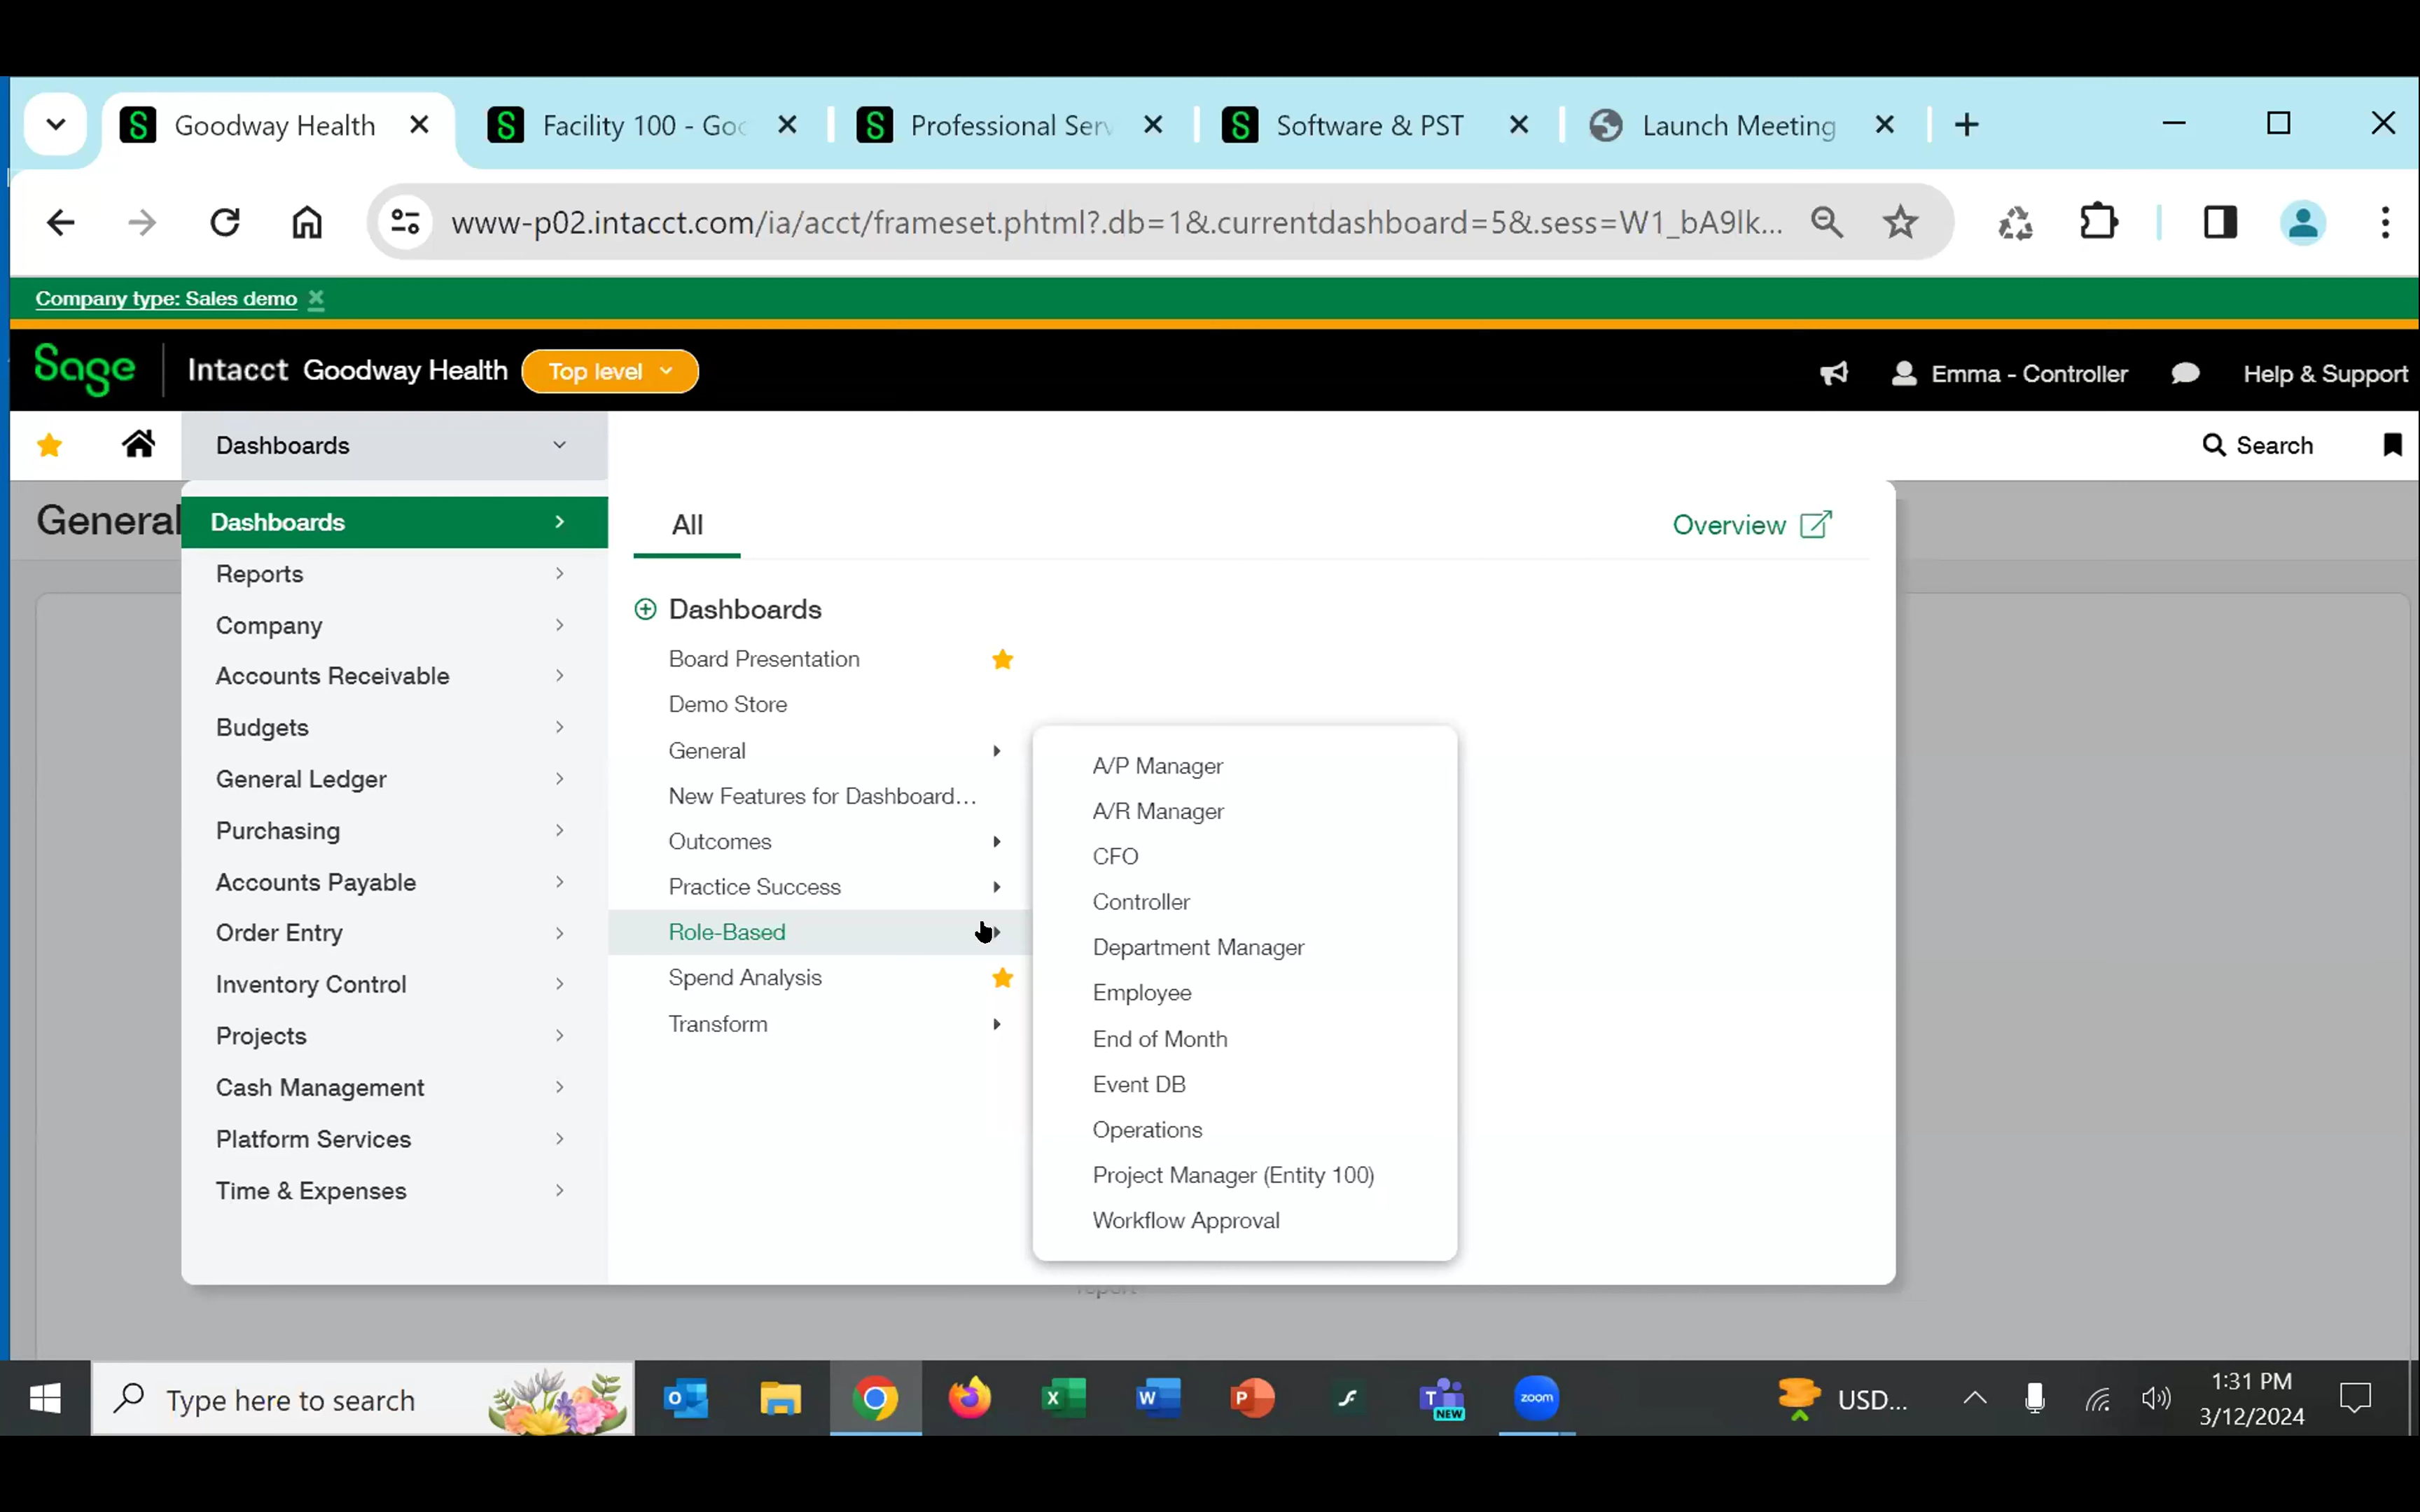 Goodway Health
Facility 100 - Goo
Professional Serv
Software & PST
Launch Meeting
www-p02.intacct.com/ia/acct/frameset.phtml?.db=1&.currentdashboard=5&.sess=W1_bA9lk...
Company type: Sales demo
Sage Intacct Goodway Health Top level
Emma - Controller
Help & Support
Dashboards
Search
General
Dashboards
Reports
Company
Accounts Receivable
Budgets
General Ledger
Purchasing
Accounts Payable
Order Entry
Inventory Control
Projects
Cash Management
Platform Services
Time & Expenses
All
Overview
Dashboards
Board Presentation
Demo Store
General
New Features for Dashboard...
Outcomes
Practice Success
Role-Based
Spend Analysis
Transform
A/P Manager
A/R Manager
CFO
Controller
Department Manager
Employee
End of Month
Event DB
Operations
Project Manager (Entity 100)
Workflow Approval
report
Type here to search
NEW
zoom
USD...
1:31 PM
3/12/2024